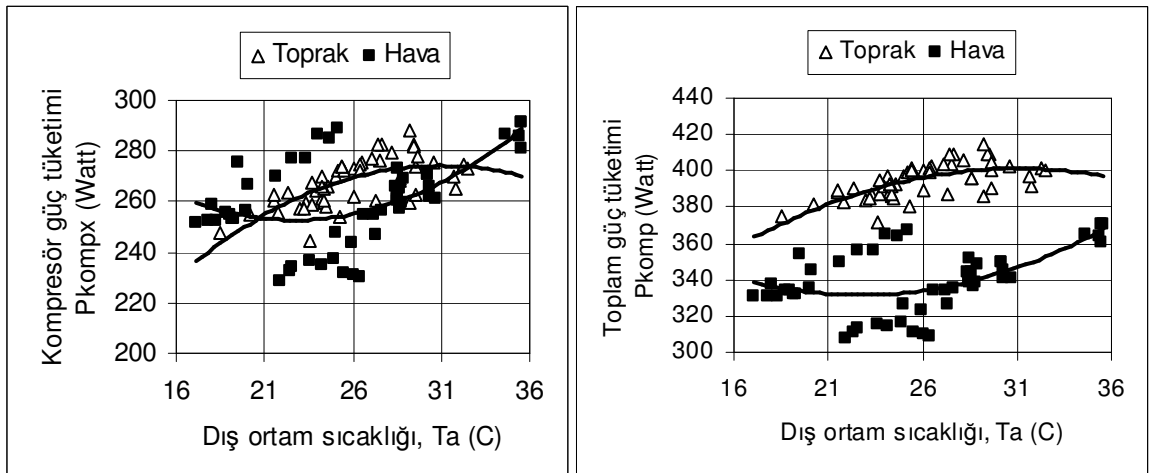 Toprak Hava
Kompresör güç tüketimi
Pkompx (Watt)
300
280
260
240
220
200
16 21 26 31 36
Dış ortam sıcaklığı, Ta (C)
Toprak Hava
Toplam güç tüketimi
Pkomp (Watt)
440
420
400
380
360
340
320
300
16 21 26 31 36
Dış ortam sıcaklığı, Ta (C)